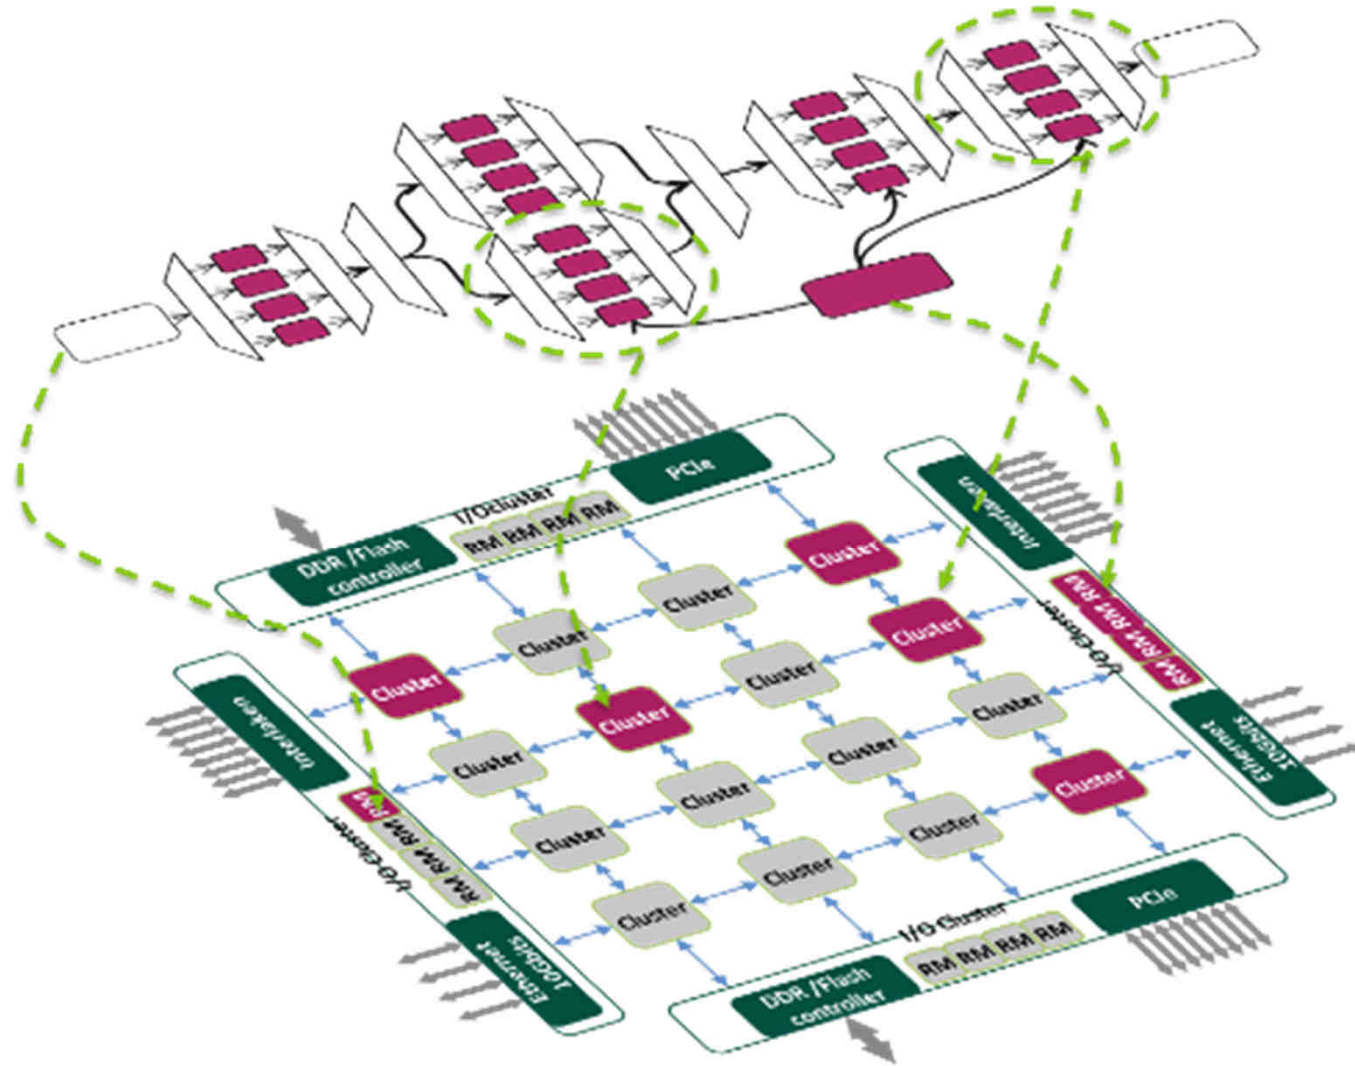 PCIe
I/Ocluster
RM RM RM RM
DDR /Flash
controller
Interlaken
Cluster
Cluster
Cluster
Cluster
RM RM RM RM
I/O Cluster
Cluster
Cluster
Cluster
Cluster
Ethernet
10Gbits
Interlaken
Cluster
Cluster
Cluster
Cluster
RM RM RM RM
I/O Cluster
Cluster
Cluster
Cluster
Cluster
Ethernet
10Gbits
PCIe
I/O Cluster
RM RM RM RM
DDR /Flash
controller